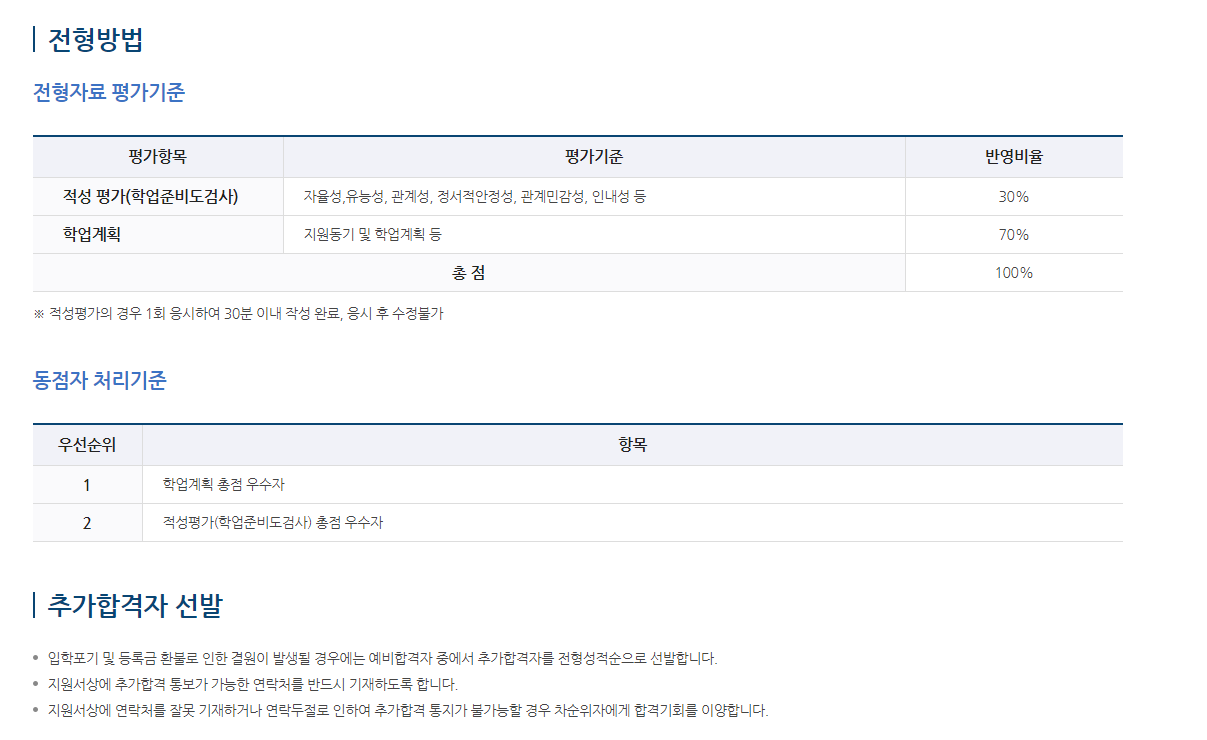 전형방법
전형자료 평가기준
평가항목 평가기준 반영비율
적성 평가(학업준비도검사) 자율성,유능성, 관계성, 정서적안정성, 관계민감성, 인내성 등 30%
학업계획 지원동기 및 학업계획 등 70%
총 점 100%
※ 적성평가의 경우 1회 응시하여 30분 이내 작성 완료, 응시 후 수정불가
동점자 처리기준
우선순위 항목
1 학업계획 총점 우수자
2 적성평가(학업준비도검사) 총점 우수자
추가합격자 선발
• 입학포기 및 등록금 환불로 인한 결원이 발생될 경우에는 예비합격자 중에서 추가합격자를 전형성적순으로 선발합니다.
• 지원서상에 추가합격 통보가 가능한 연락처를 반드시 기재하도록 합니다.
• 지원서상에 연락처를 잘못 기재하거나 연락두절로 인하여 추가합격 통지가 불가능할 경우 차순위자에게 합격기회를 이양합니다.